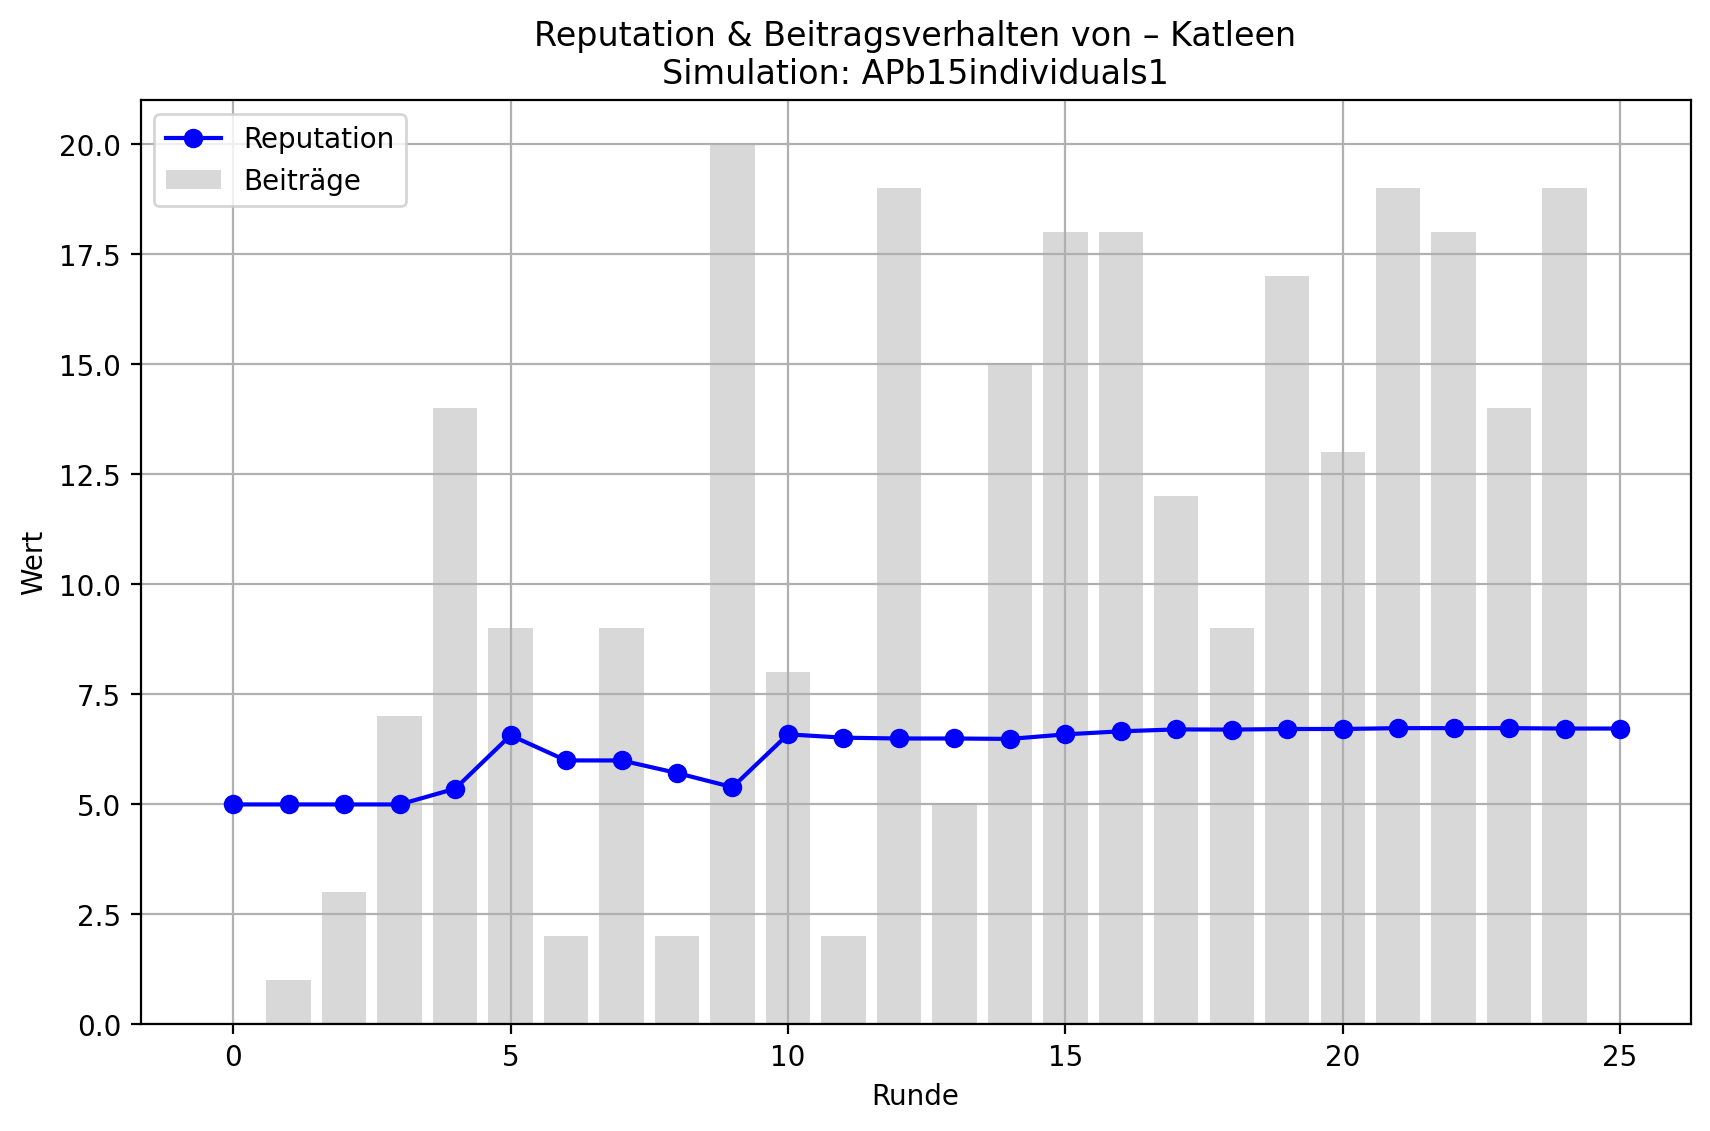 Reputation & Beitragsverhalten von – Katleen
Simulation: APb15individuals1
Reputation
Beiträge
20.0
17.5
15.0
12.5
10.0
7.5
5.0
2.5
0.0
Wert
0 5 10 15 20 25
Runde